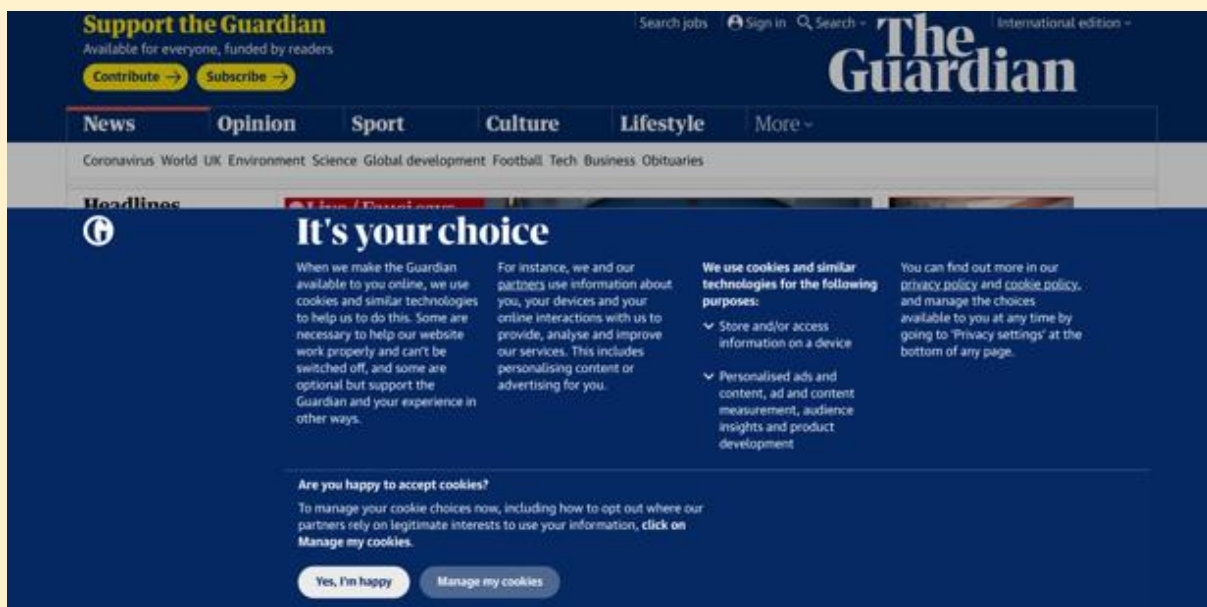 Support the Guardian
Available for everyone, funded by readers
Contribute →
Subscribe →
Search jobs
Sign in
Search
International edition
The
Guardian
News
Opinion
Sport
Culture
Lifestyle
More
Coronavirus World UK Environment Science Global development Football Tech Business Obituaries
Headlines
Live / Fauci says
It's your choice
When we make the Guardian
available to you online, we use
cookies and similar technologies
to help us to do this. Some are
necessary to help our website
work properly and can't be
switched off, and some are
optional but support the
Guardian and your experience in
other ways.
For instance, we and our
partners use information about
you, your devices and your
online interactions with us to
provide, analyse and improve
our services. This includes
personalising content or
advertising for you.
We use cookies and similar
technologies for the following
purposes:
Store and/or access
information on a device
Personalised ads and
content, ad and content
measurement, audience
insights and product
development
You can find out more in our
privacy policy and cookie policy,
and manage the choices
available to you at any time by
going to 'Privacy settings' at the
bottom of any page.
Are you happy to accept cookies?
To manage your cookie choices now, including how to opt out where our
partners rely on legitimate interests to use your information, click on
Manage my cookies.
Yes, I'm happy
Manage my cookies